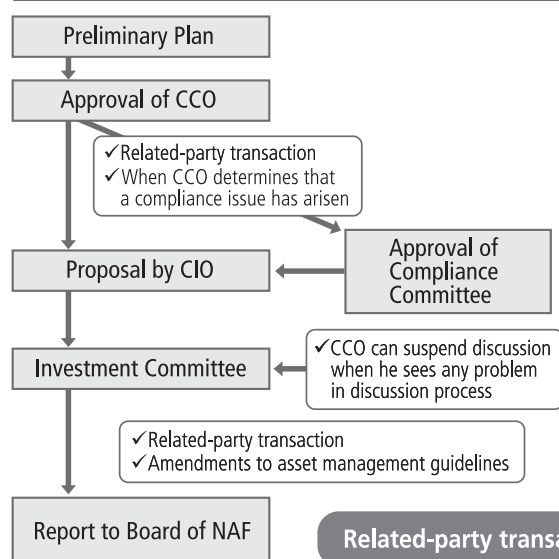 Preliminary Plan
Approval of CCO
✓Related-party transaction
✓When CCO determines that
a compliance issue has arisen
Approval of
Compliance
Committee
Proposal by CIO
✓CCO can suspend discussion
when he sees any problem
in discussion process
Investment Committee
✓Related-party transaction
✓Amendments to asset management guidelines
Report to Board of NAF
Related-party